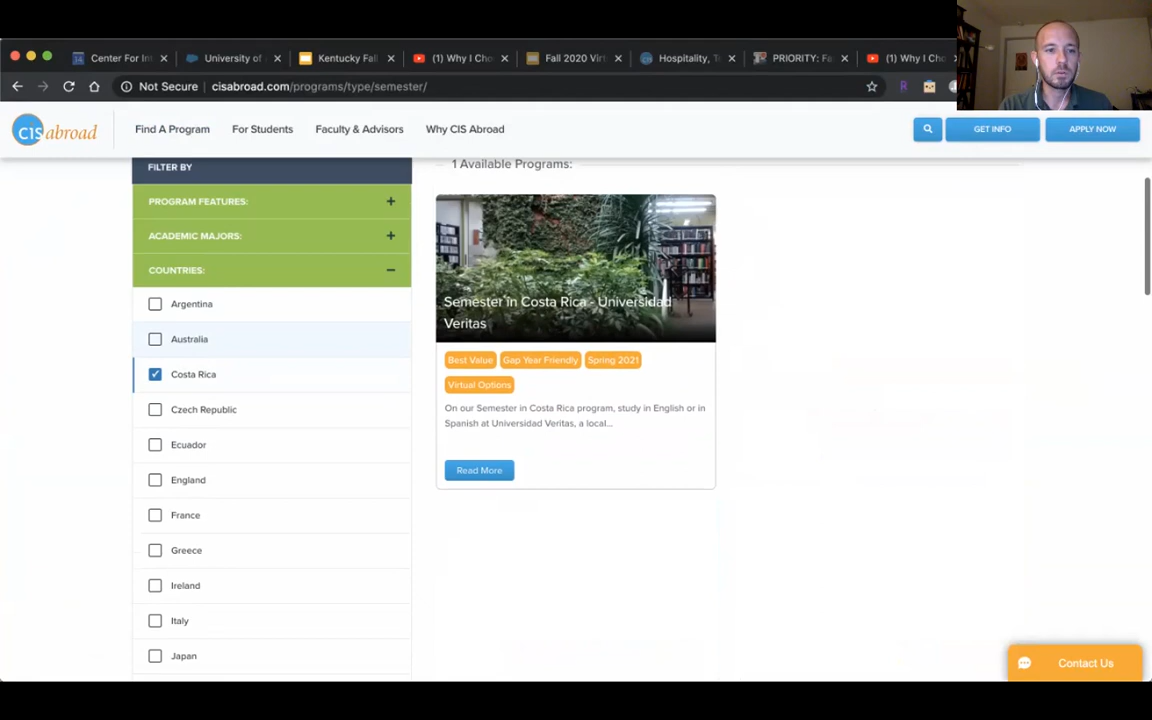 Center For In
University of
Kentucky Fall
(1) Why I Cho
Fall 2020 Virt
Hospitality, T
PRIORITY: Fa
(1) Why I Cho
Not Secure
cisabroad.com/programs/type/semester/
R
CIS abroad
Find A Program
For Students
Faculty & Advisors
Why CIS Abroad
GET INFO
APPLY NOW
FILTER BY
PROGRAM FEATURES:
ACADEMIC MAJORS:
COUNTRIES:
Argentina
Australia
Costa Rica
Czech Republic
Ecuador
England
France
Greece
Ireland
Italy
Japan
1 Available Programs:
Semester in Costa Rica - Universidad
Veritas
Best Value Gap Year Friendly Spring 2021
Virtual Options
On our Semester in Costa Rica program, study in English or in
Spanish at Universidad Veritas, a local...
Read More
Contact Us